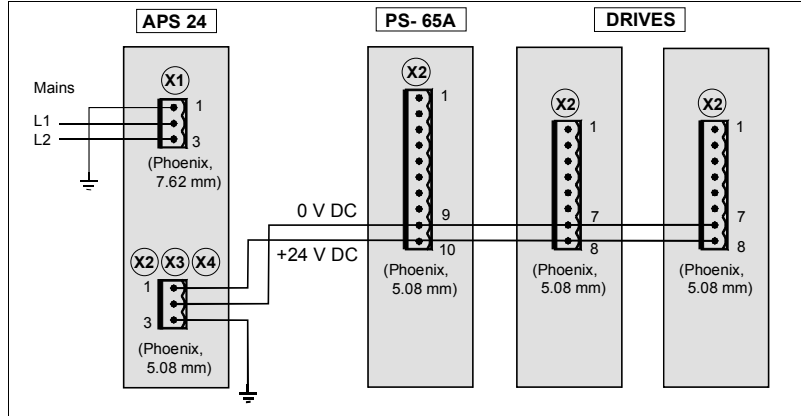 APS 24
PS- 65A
DRIVES
Mains
L1
L2
X1
1
3
(Phoenix,
7.62 mm)
X2 X3 X4
1
3
(Phoenix,
5.08 mm)
0 V DC
+24 V DC
X2
1
9
10
(Phoenix,
5.08 mm)
X2
1
7
8
(Phoenix,
5.08 mm)
X2
1
7
8
(Phoenix,
5.08 mm)